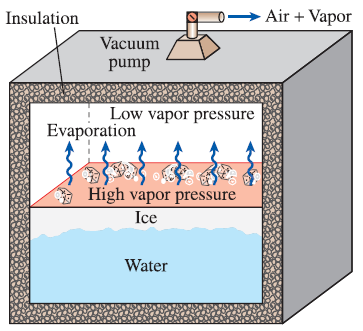 Insulation
Air + Vapor
Vacuum
pump
Low vapor pressure
Evaporation
High vapor pressure
Ice
Water